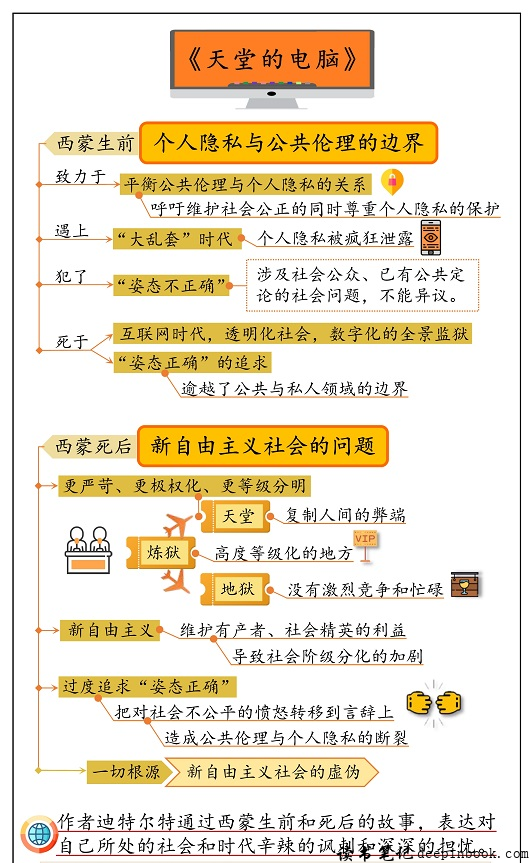 《天堂的电脑》
西蒙生前 个人隐私与公共伦理的边界
致力于 平衡公共伦理与个人隐私的关系
呼吁维护社会公正的同时尊重个人隐私的保护
遇上 “大乱套”时代 个人隐私被疯狂泄露
犯了 “姿态不正确” 涉及社会公众、已有公共定
论的社会问题，不能异议。
死于 互联网时代，透明化社会，数字化的全景监狱
“姿态正确”的追求
逾越了公共与私人领域的边界
西蒙死后 新自由主义社会的问题
更严苛、更极权化、更等级分明
天堂 复制人间的弊端
炼狱 高度等级化的地方 VIP
地狱 没有激烈竞争和忙碌
新自由主义 维护有产者、社会精英的利益
导致社会阶级分化的加剧
过度追求“姿态正确”
把对社会不公平的愤怒转移到言辞上
造成公共伦理与个人隐私的断裂
一切根源 新自由主义社会的虚伪
作者迪特尔特通过西蒙生前和死后的故事，表达对
自己所处的社会和时代辛辣的讽刺和深深的担忧
读书笔记 deepinbook.com